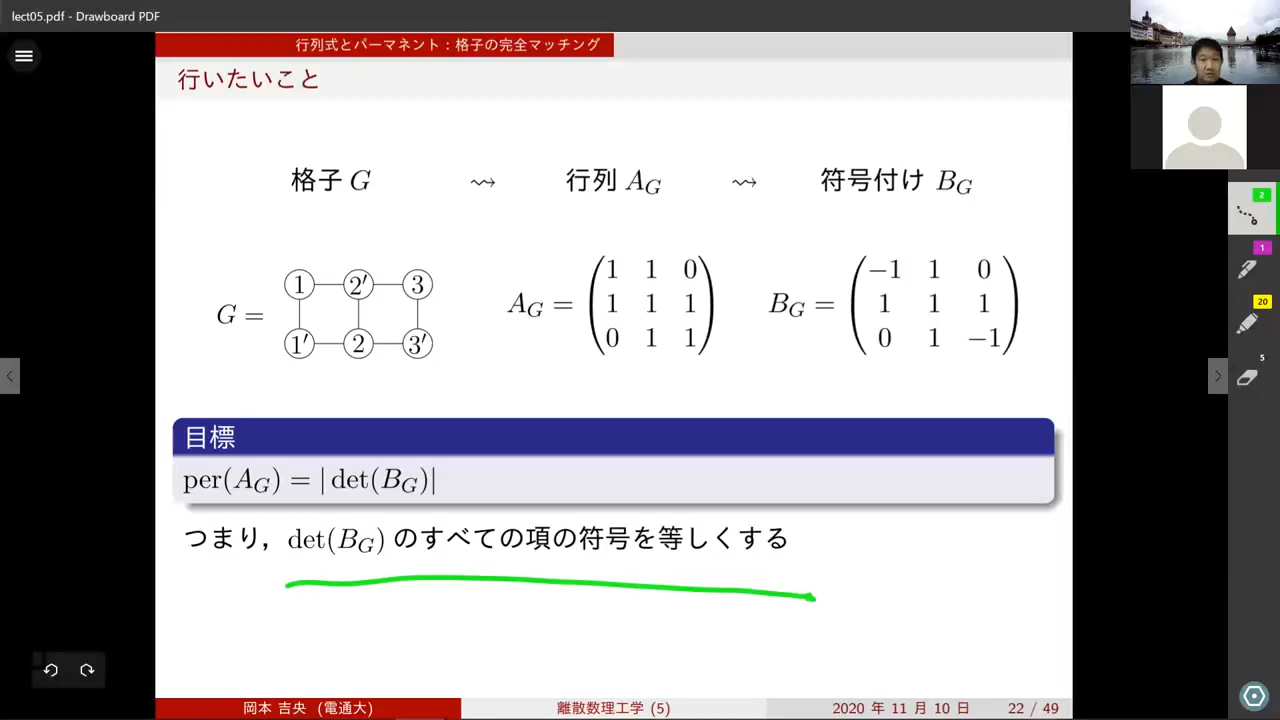 lect05.pdf - Drawboard PDF
行列式とパーマネント：格子の完全マッチング
行いたいこと
格子 G ⇝ 行列 A_G ⇝ 符号付け B_G
G =
1 2′ 3
1′ 2 3′
A_G =
1 1 0
1 1 1
0 1 1
B_G =
−1 1 0
1 1 1
0 1 −1
目標
per(A_G) = | det(B_G)|
つまり，det(B_G) のすべての項の符号を等しくする
岡本 吉央 (電通大) 離散数理工学 (5) 2020 年 11 月 10 日 22 / 49
2
1
20
5